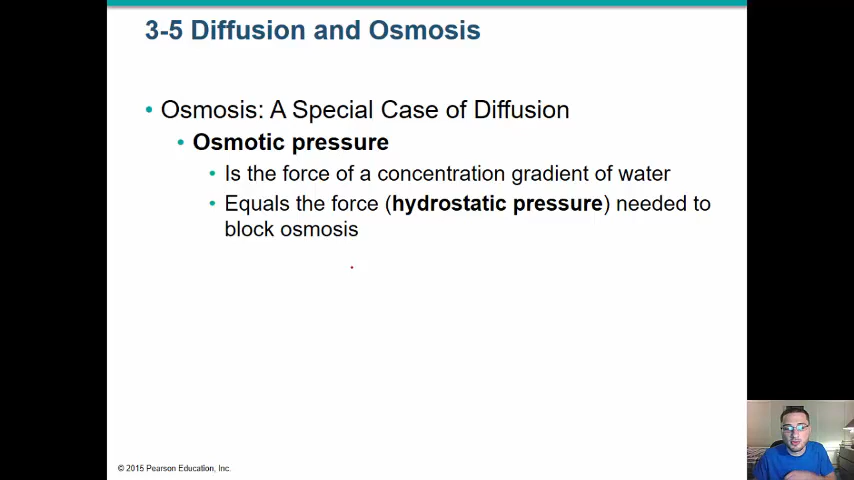 3-5 Diffusion and Osmosis
• Osmosis: A Special Case of Diffusion
• Osmotic pressure
• Is the force of a concentration gradient of water
• Equals the force (hydrostatic pressure) needed to
block osmosis
© 2015 Pearson Education, Inc.